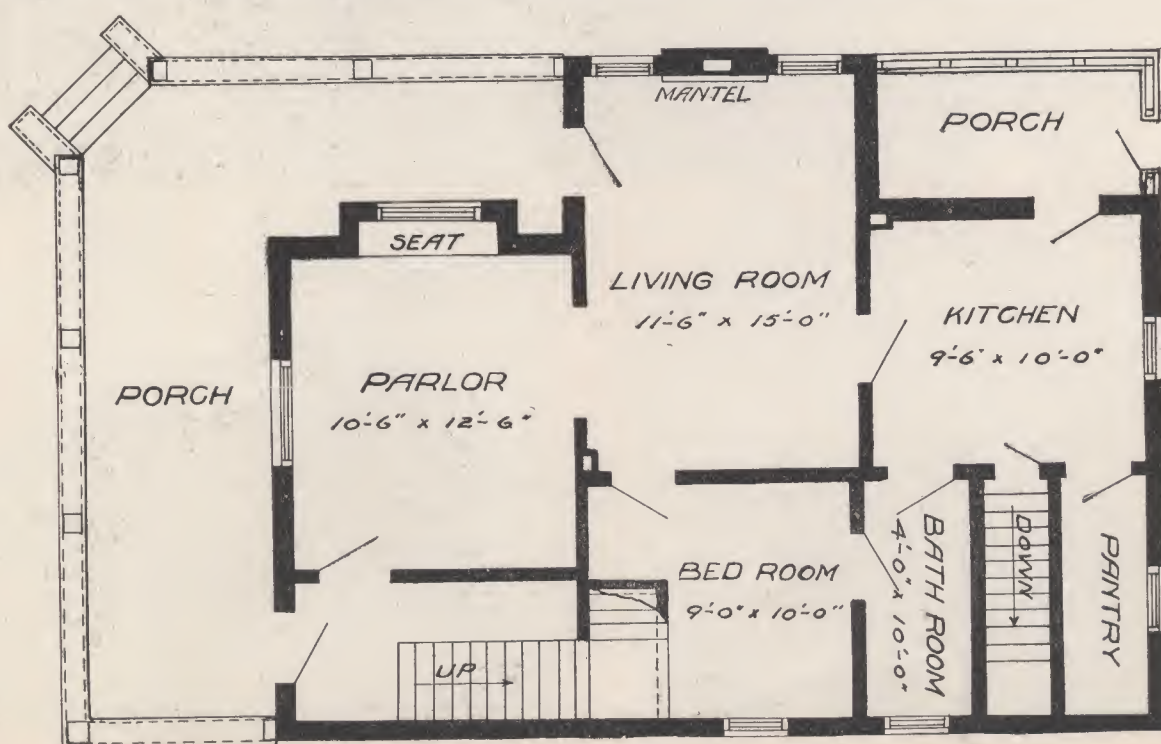 MANTEL
PORCH
SEAT
LIVING ROOM
11'-6" x 15'-0"
KITCHEN
9'-6" x 10'-0"
PORCH
PARLOR
10'-6" x 12'-6"
BED ROOM
9'-0" x 10'-0"
BATH ROOM
4'-0" x 10'-0"
DOWN
PANTRY
UP